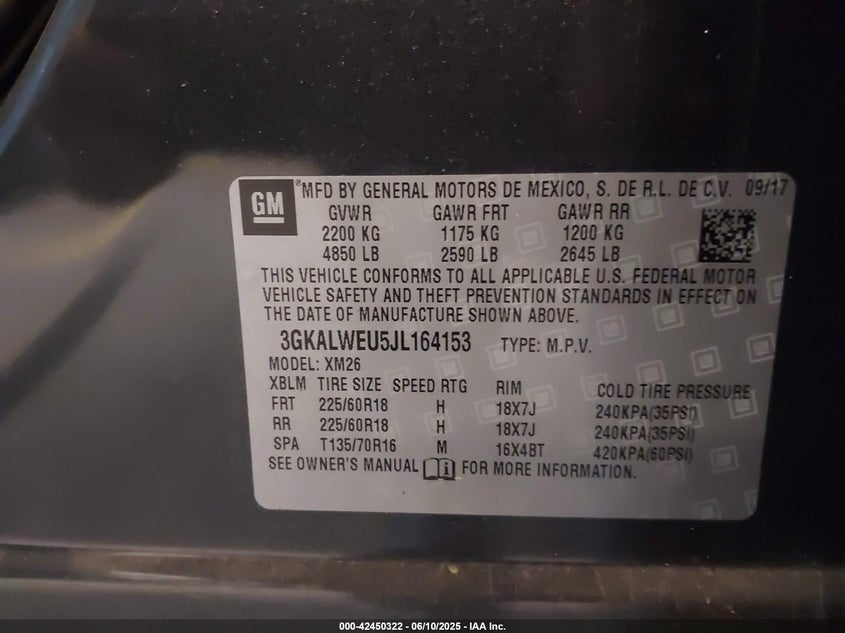 GM ®MFD BY GENERAL MOTORS DE MEXICO, S. DE R.L. DE C.V. 09/17
GVWR GAWR FRT GAWR RR
2200 KG 1175 KG 1200 KG
4850 LB 2590 LB 2645 LB
THIS VEHICLE CONFORMS TO ALL APPLICABLE U.S. FEDERAL MOTOR
VEHICLE SAFETY AND THEFT PREVENTION STANDARDS IN EFFECT ON
THE DATE OF MANUFACTURE SHOWN ABOVE.
3GKALWEU5JL164153 TYPE: M.P.V.
MODEL: XM26
XBLM TIRE SIZE SPEED RTG RIM COLD TIRE PRESSURE
FRT 225/60R18 H 18X7J 240KPA(35PSI)
RR 225/60R18 H 18X7J 240KPA(35PSI)
SPA T135/70R16 M 16X4BT 420KPA(60PSI)
SEE OWNER'S MANUAL i FOR MORE INFORMATION.
000-42450322 - 06/10/2025 - IAA Inc.